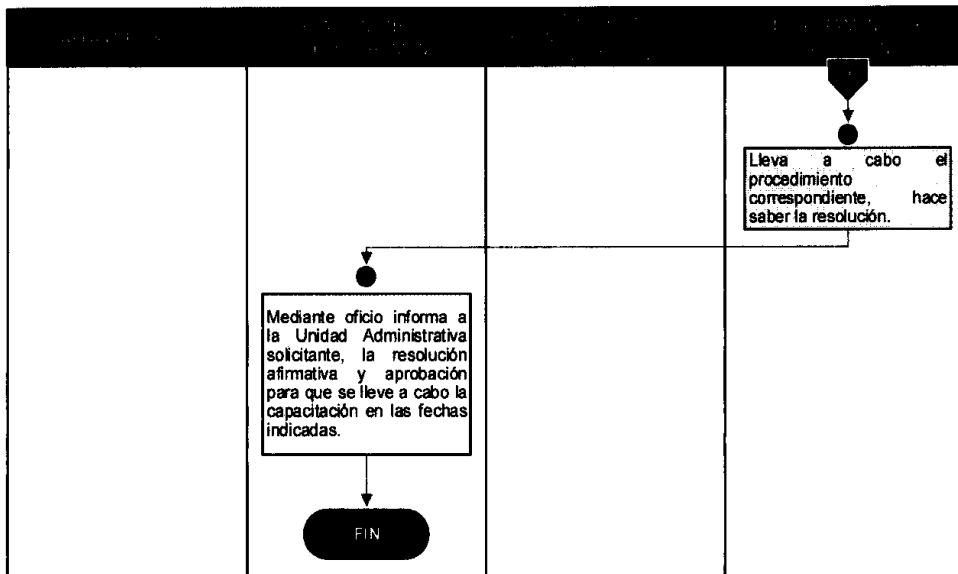 Lleva a cabo el
procedimiento
correspondiente, hace
saber la resolución.
Mediante oficio informa a
la Unidad Administrativa
solicitante, la resolución
afirmativa y aprobación
para que se lleve a cabo la
capacitación en las fechas
indicadas.
FIN